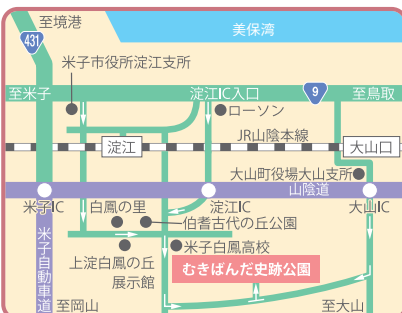 至境港
美保湾
431
米子市役所淀江支所
至米子
淀江IC入口
9
至鳥取
ローソン
JR山陰本線
淀江
大山口
大山町役場大山支所
山陰道
米子IC
白鳳の里
淀江IC
大山IC
伯耆古代の丘公園
米子自動車道
米子白鳳高校
上淀白鳳の丘
展示館
むきばんだ史跡公園
至岡山
至大山